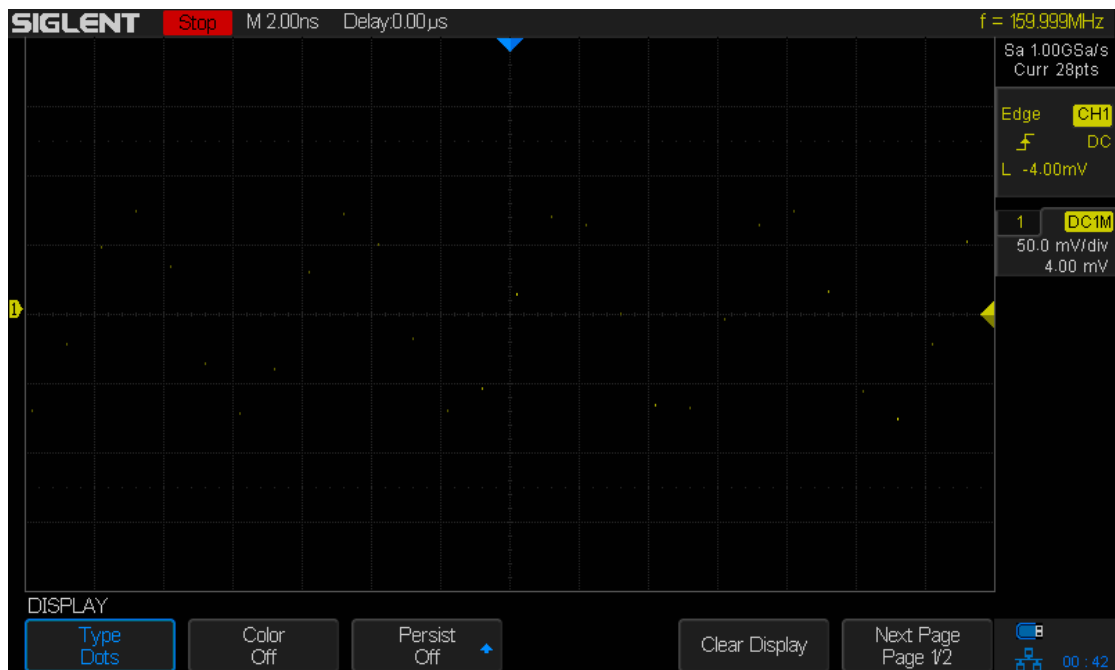 SIGLENT Stop M 2.00ns Delay:0.00µs f = 159.999MHz
Sa 1.00GSa/s
Curr 28pts
Edge CH1
DC
L -4.00mV
1 DC1M
50.0 mV/div
4.00 mV
1
DISPLAY
Type
Dots
Color
Off
Persist
Off
Clear Display
Next Page
Page 1/2
00:42